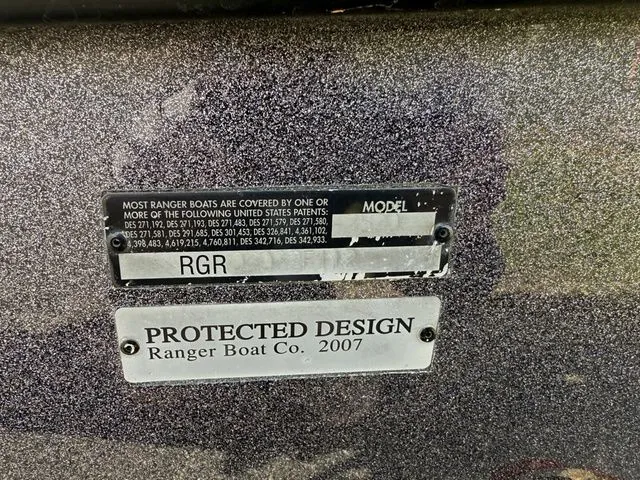 MOST RANGER BOATS ARE COVERED BY ONE OR
MORE OF THE FOLLOWING UNITED STATES PATENTS:
DES 271,192, DES 271,193, DES 271,483, DES 271,579, DES 271,580,
DES 271,581, DES 291,685, DES 301,453, DES 326,841, 4,361,102,
4,398,483, 4,619,215, 4,760,811, DES 342,716, DES 342,933.
MODEL
RGR
PROTECTED DESIGN
Ranger Boat Co. 2007